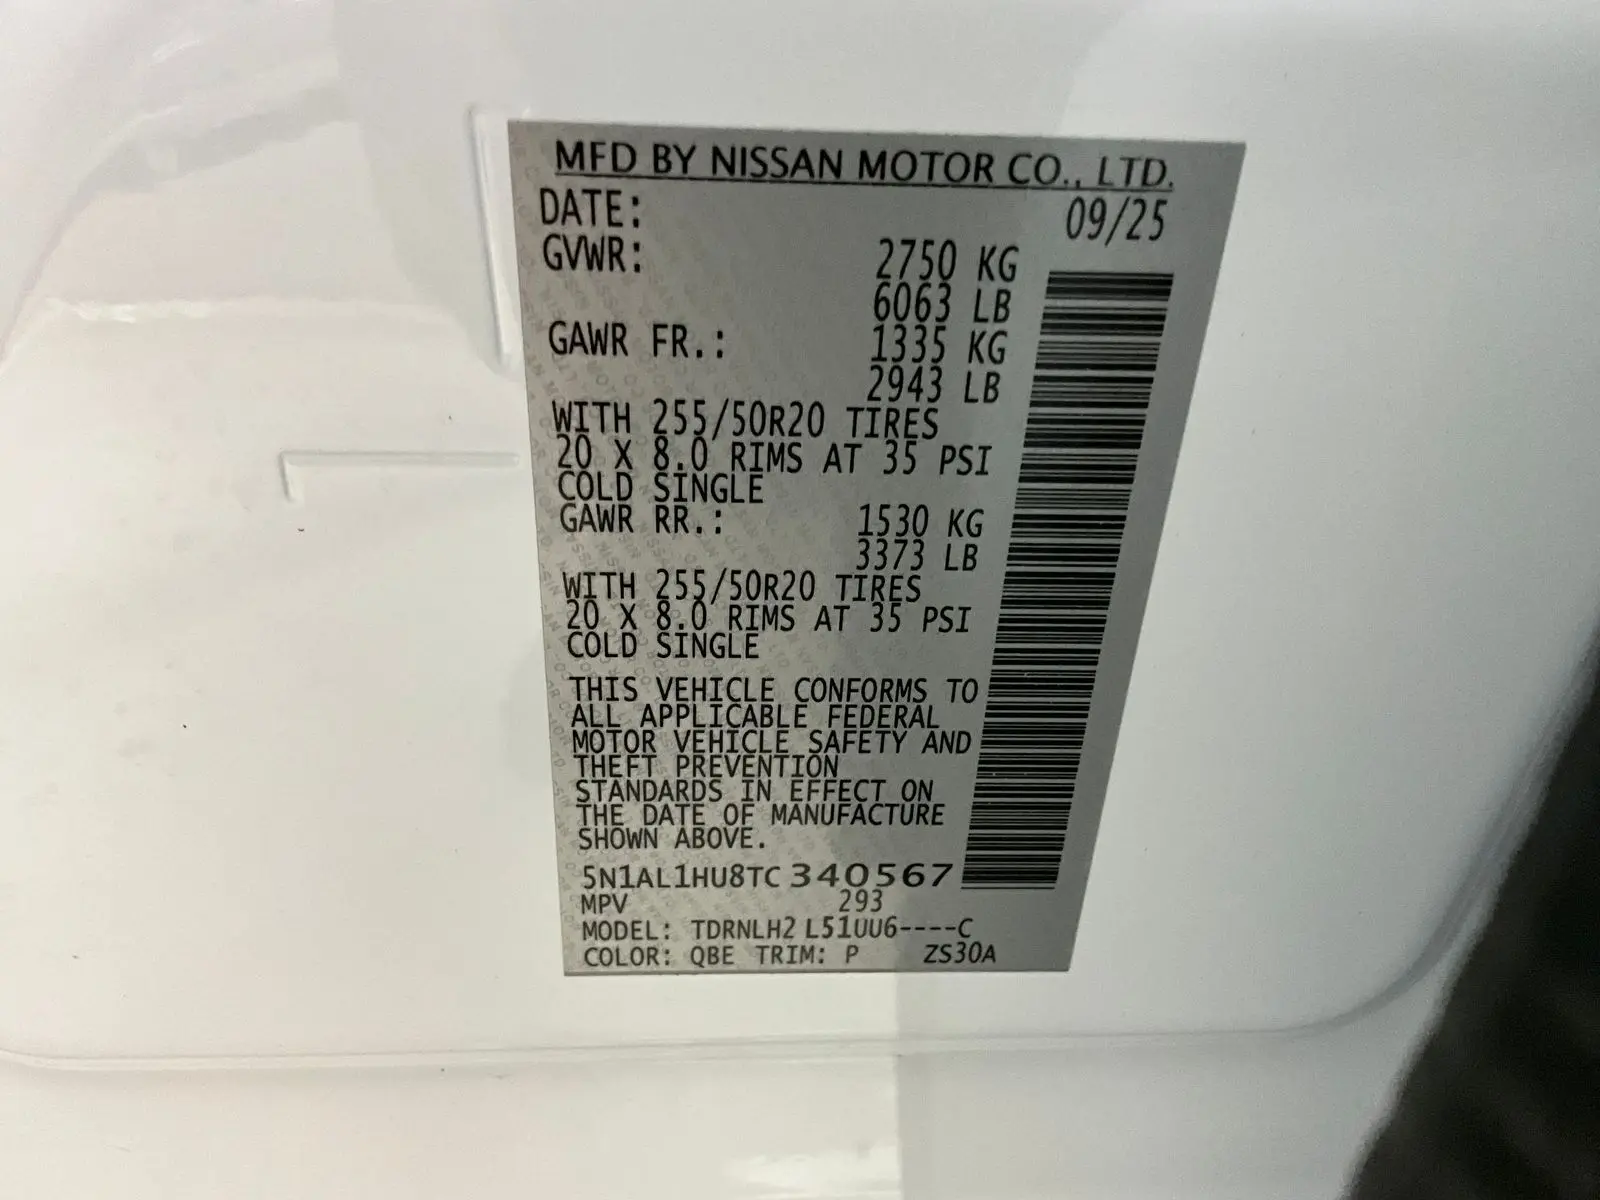 MFD BY NISSAN MOTOR CO., LTD.
DATE: 09/25
GVWR: 2750 KG
6063 LB
GAWR FR.: 1335 KG
2943 LB
WITH 255/50R20 TIRES
20 X 8.0 RIMS AT 35 PSI
COLD SINGLE
GAWR RR.: 1530 KG
3373 LB
WITH 255/50R20 TIRES
20 X 8.0 RIMS AT 35 PSI
COLD SINGLE
THIS VEHICLE CONFORMS TO
ALL APPLICABLE FEDERAL
MOTOR VEHICLE SAFETY AND
THEFT PREVENTION
STANDARDS IN EFFECT ON
THE DATE OF MANUFACTURE
SHOWN ABOVE.
5N1AL1HU8TC 340567
MPV 293
MODEL: TDRNLH2 L51UU6----C
COLOR: QBE TRIM: P ZS30A